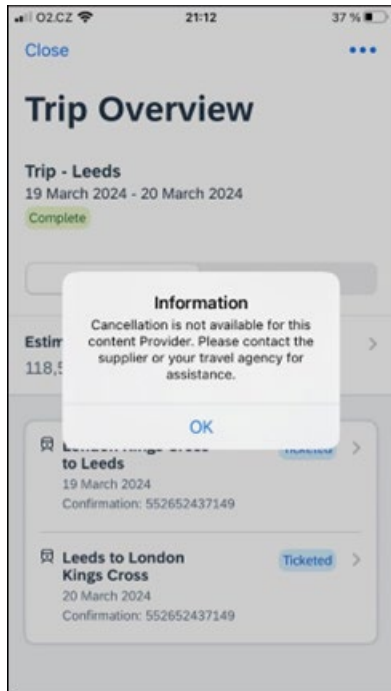 O2.CZ 21:12 37 %
Close
Trip Overview
Trip - Leeds
19 March 2024 - 20 March 2024
Complete
Information
Cancellation is not available for this
content Provider. Please contact the
supplier or your travel agency for
assistance.
OK
Estim
118,5
to Leeds
Ticketed
19 March 2024
Confirmation: 552652437149
Leeds to London
Kings Cross
Ticketed
20 March 2024
Confirmation: 552652437149